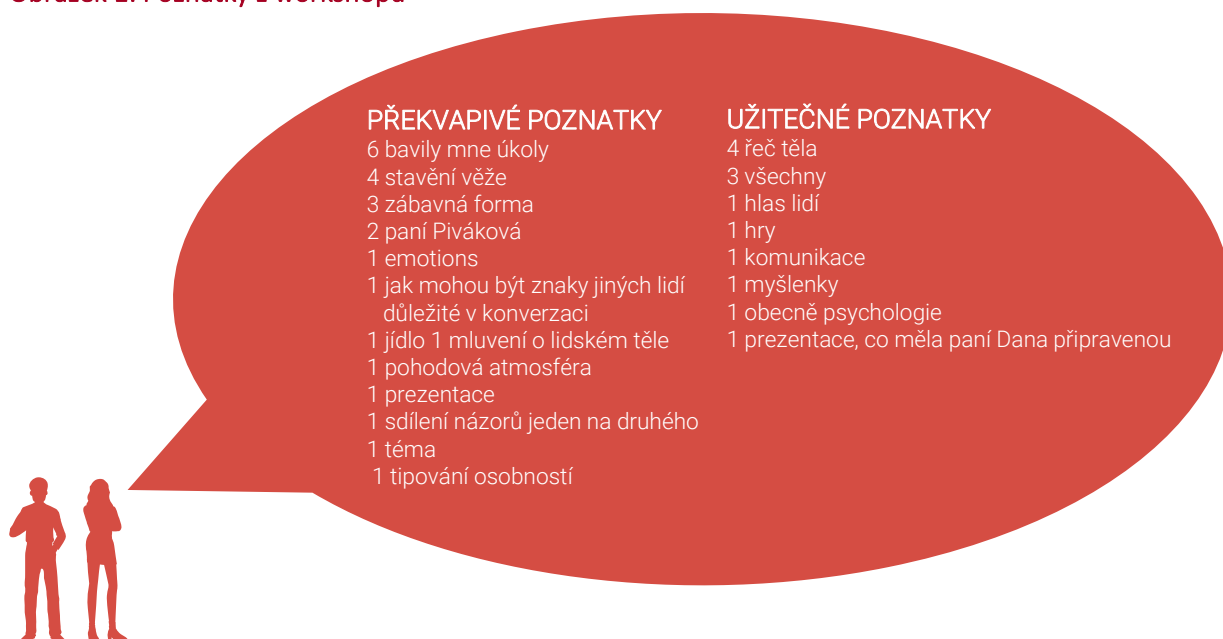 PŘEKVAPIVÉ POZNATKY
6 bavily mne úkoly
4 stavění věže
3 zábavná forma
2 paní Piváková
1 emotions
1 jak mohou být znaky jiných lidí
důležité v konverzaci
1 jídlo 1 mluvení o lidském těle
1 pohodová atmosféra
1 prezentace
1 sdílení názorů jeden na druhého
1 téma
1 tipování osobností
UŽITEČNÉ POZNATKY
4 řeč těla
3 všechny
1 hlas lidí
1 hry
1 komunikace
1 myšlenky
1 obecně psychologie
1 prezentace, co měla paní Dana připravenou